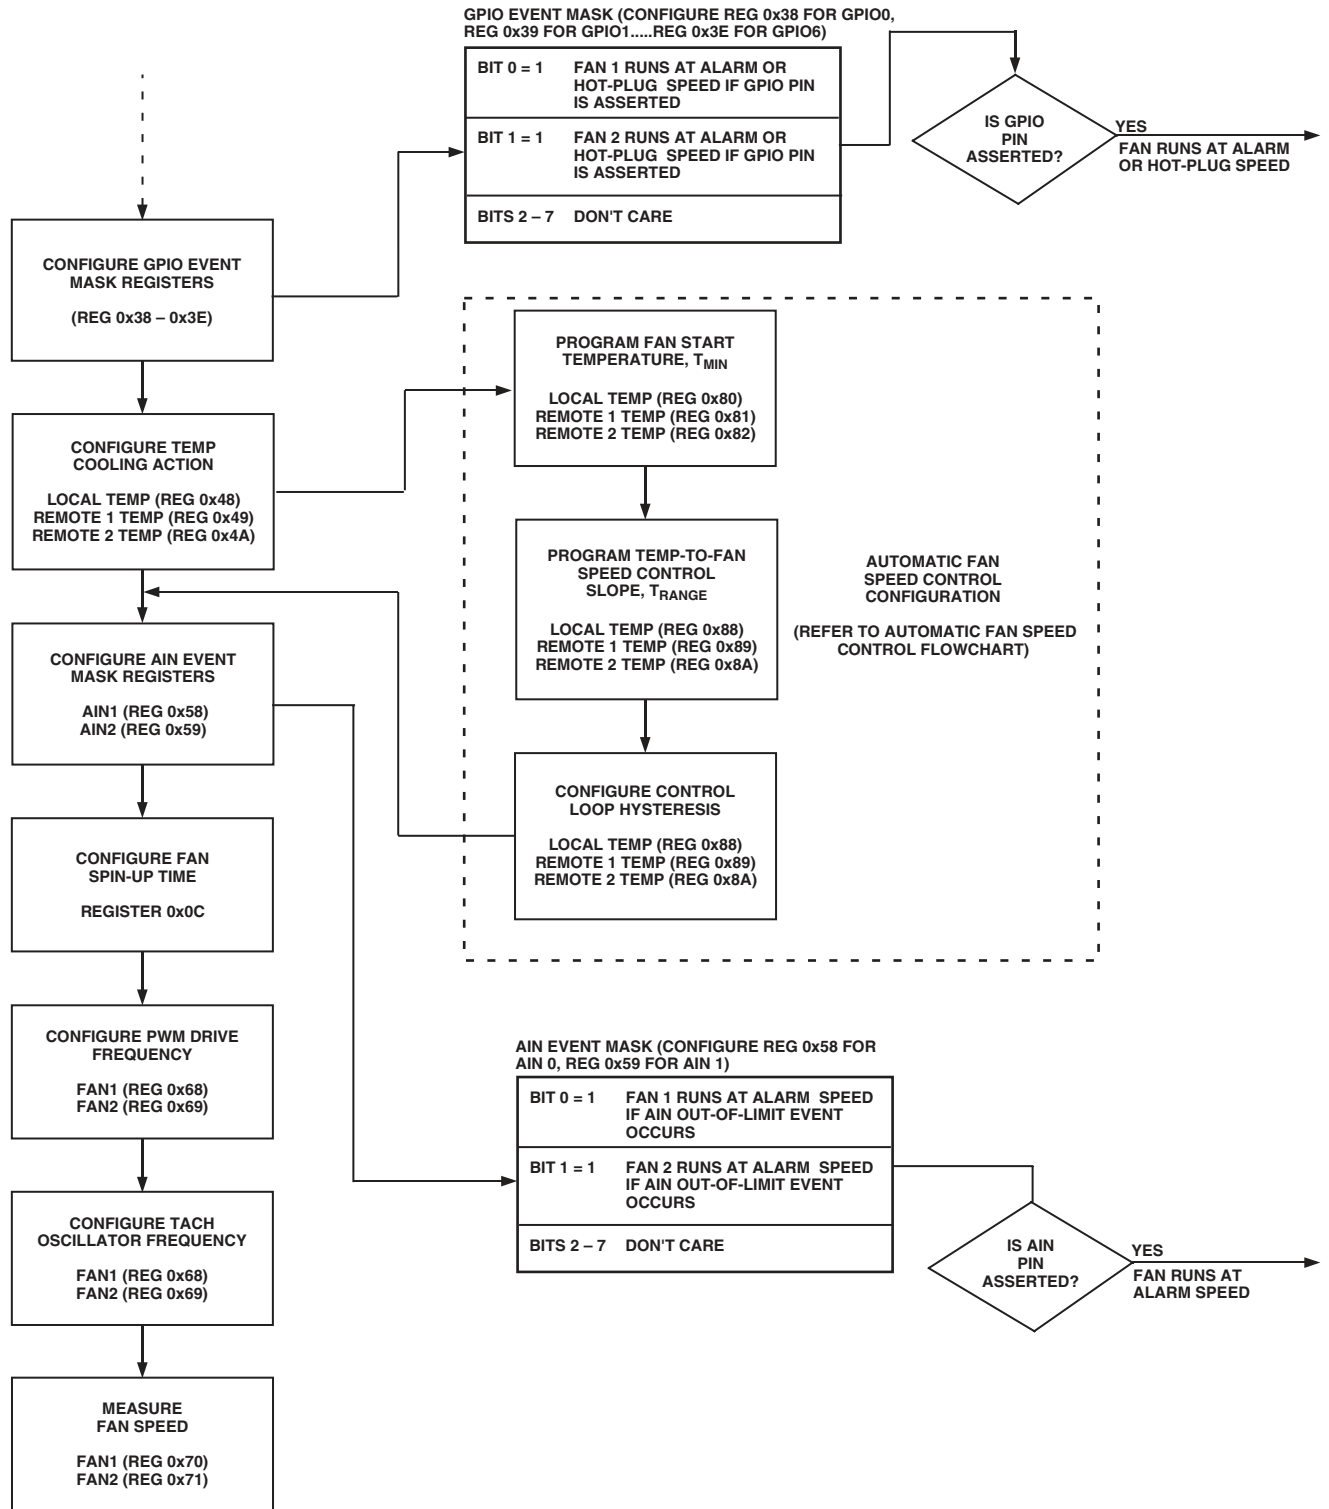 GPIO EVENT MASK (CONFIGURE REG 0x38 FOR GPIO0,
REG 0x39 FOR GPIO1.....REG 0x3E FOR GPIO6)
BIT 0 = 1 FAN 1 RUNS AT ALARM OR
HOT-PLUG SPEED IF GPIO PIN
IS ASSERTED
BIT 1 = 1 FAN 2 RUNS AT ALARM OR
HOT-PLUG SPEED IF GPIO PIN
IS ASSERTED
BITS 2 – 7 DON'T CARE
IS GPIO
PIN
ASSERTED?
YES
FAN RUNS AT ALARM
OR HOT-PLUG SPEED
CONFIGURE GPIO EVENT
MASK REGISTERS
(REG 0x38 – 0x3E)
CONFIGURE TEMP
COOLING ACTION
LOCAL TEMP (REG 0x48)
REMOTE 1 TEMP (REG 0x49)
REMOTE 2 TEMP (REG 0x4A)
PROGRAM FAN START
TEMPERATURE, TMIN
LOCAL TEMP (REG 0x80)
REMOTE 1 TEMP (REG 0x81)
REMOTE 2 TEMP (REG 0x82)
PROGRAM TEMP-TO-FAN
SPEED CONTROL
SLOPE, TRANGE
LOCAL TEMP (REG 0x88)
REMOTE 1 TEMP (REG 0x89)
REMOTE 2 TEMP (REG 0x8A)
AUTOMATIC FAN
SPEED CONTROL
CONFIGURATION
(REFER TO AUTOMATIC FAN SPEED
CONTROL FLOWCHART)
CONFIGURE CONTROL
LOOP HYSTERESIS
LOCAL TEMP (REG 0x88)
REMOTE 1 TEMP (REG 0x89)
REMOTE 2 TEMP (REG 0x8A)
CONFIGURE AIN EVENT
MASK REGISTERS
AIN1 (REG 0x58)
AIN2 (REG 0x59)
CONFIGURE FAN
SPIN-UP TIME
REGISTER 0x0C
CONFIGURE PWM DRIVE
FREQUENCY
FAN1 (REG 0x68)
FAN2 (REG 0x69)
AIN EVENT MASK (CONFIGURE REG 0x58 FOR
AIN 0, REG 0x59 FOR AIN 1)
BIT 0 = 1 FAN 1 RUNS AT ALARM SPEED
IF AIN OUT-OF-LIMIT EVENT
OCCURS
BIT 1 = 1 FAN 2 RUNS AT ALARM SPEED
IF AIN OUT-OF-LIMIT EVENT
OCCURS
BITS 2 – 7 DON'T CARE
IS AIN
PIN
ASSERTED?
YES
FAN RUNS AT
ALARM SPEED
CONFIGURE TACH
OSCILLATOR FREQUENCY
FAN1 (REG 0x68)
FAN2 (REG 0x69)
MEASURE
FAN SPEED
FAN1 (REG 0x70)
FAN2 (REG 0x71)